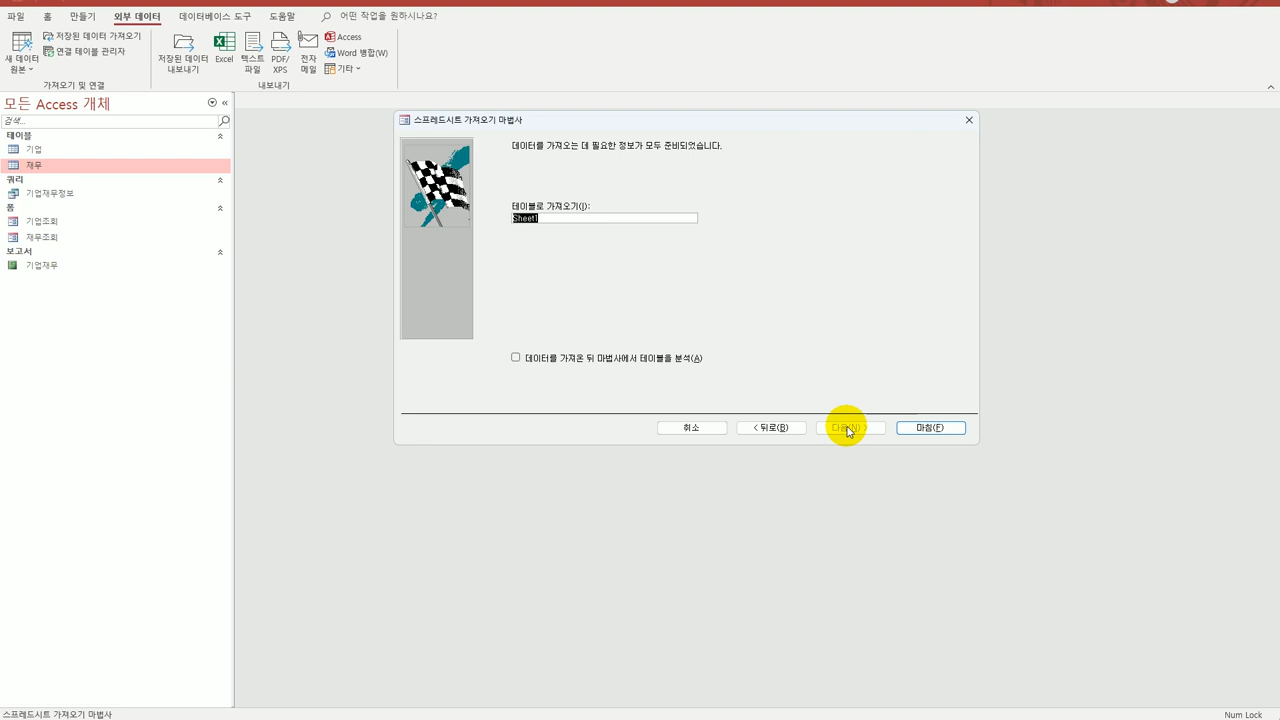 파일 홈 만들기 외부 데이터 데이터베이스 도구 도움말 어떤 작업을 원하시나요?
새 데이터 원본
저장된 데이터 가져오기
연결 테이블 관리자
가져오기 및 연결
저장된 데이터 내보내기
Excel
텍스트 파일
PDF/XPS
전자 메일
Access
Word 병합(W)
기타
내보내기
모든 Access 개체
검색...
테이블
기업
재무
쿼리
기업재무정보
폼
기업조회
재무조회
보고서
기업재무
스프레드시트 가져오기 마법사
데이터를 가져오는 데 필요한 정보가 모두 준비되었습니다.
테이블로 가져오기(I):
Sheet1
데이터를 가져온 뒤 마법사에서 테이블을 분석(A)
취소 < 뒤로(B) 다음(N) > 마침(F)
스프레드시트 가져오기 마법사
Num Lock